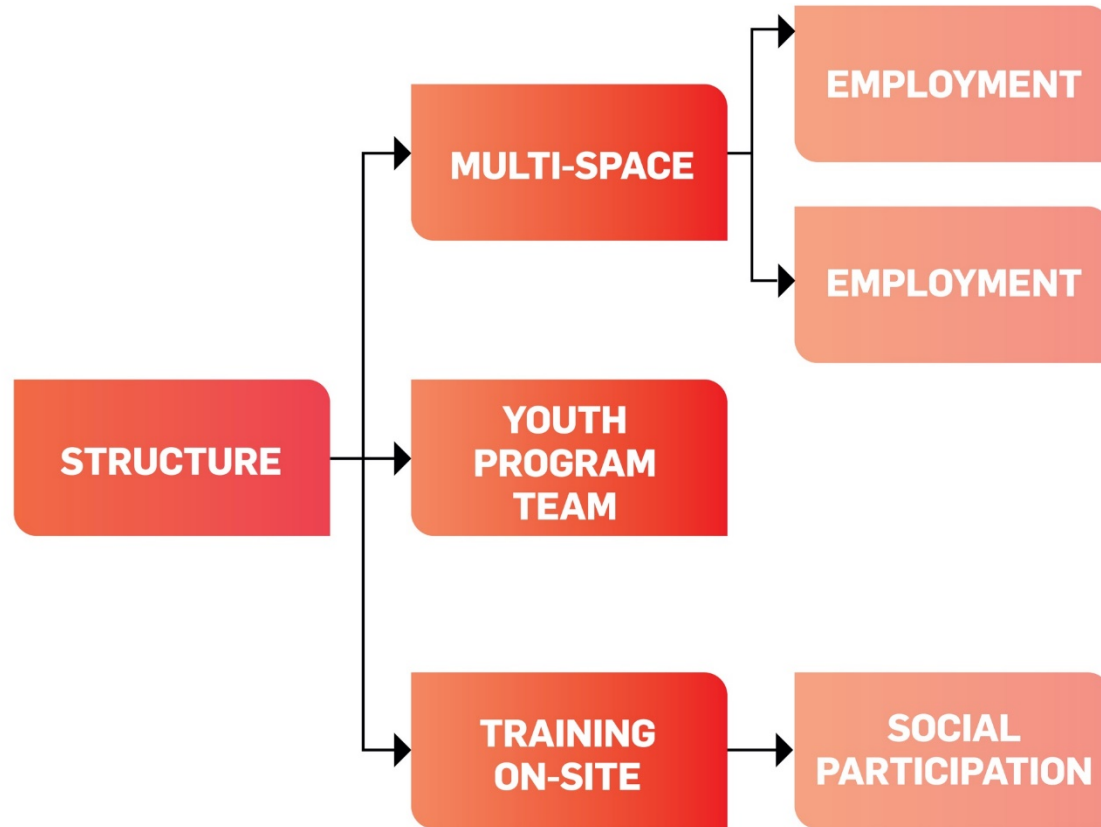 EMPLOYMENT
MULTI-SPACE
EMPLOYMENT
STRUCTURE
YOUTH
PROGRAM
TEAM
TRAINING
ON-SITE
SOCIAL
PARTICIPATION